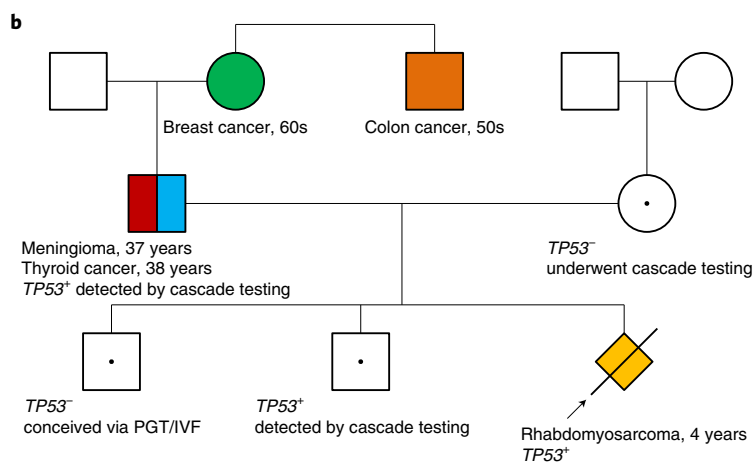 b
Breast cancer, 60s
Colon cancer, 50s
Meningioma, 37 years
Thyroid cancer, 38 years
TP53⁺ detected by cascade testing
TP53⁻
underwent cascade testing
TP53⁻
conceived via PGT/IVF
TP53⁺
detected by cascade testing
Rhabdomyosarcoma, 4 years
TP53⁺